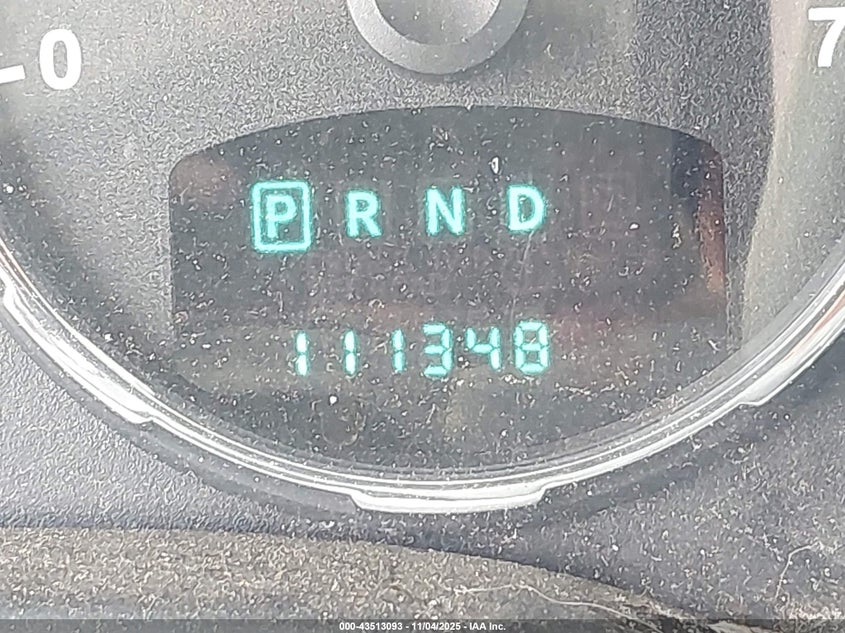 0 7
P R N D
111348
000-43513093 - 11/04/2025 - IAA Inc.